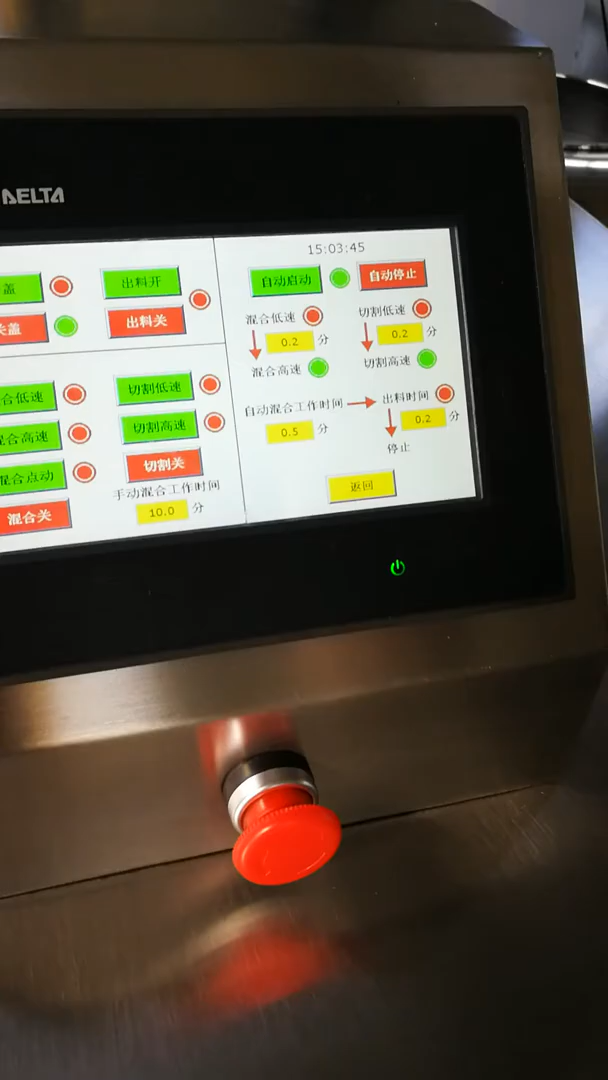 DELTA
15:03:45
盖
出料开
自动启动
自动停止
关盖
出料关
混合低速
切割低速
0.2 分
0.2 分
混合高速
切割高速
合低速
切割低速
自动混合工作时间
出料时间
混合高速
切割高速
0.5 分
0.2 分
停止
混合点动
切割关
返回
混合关
手动混合工作时间
10.0 分